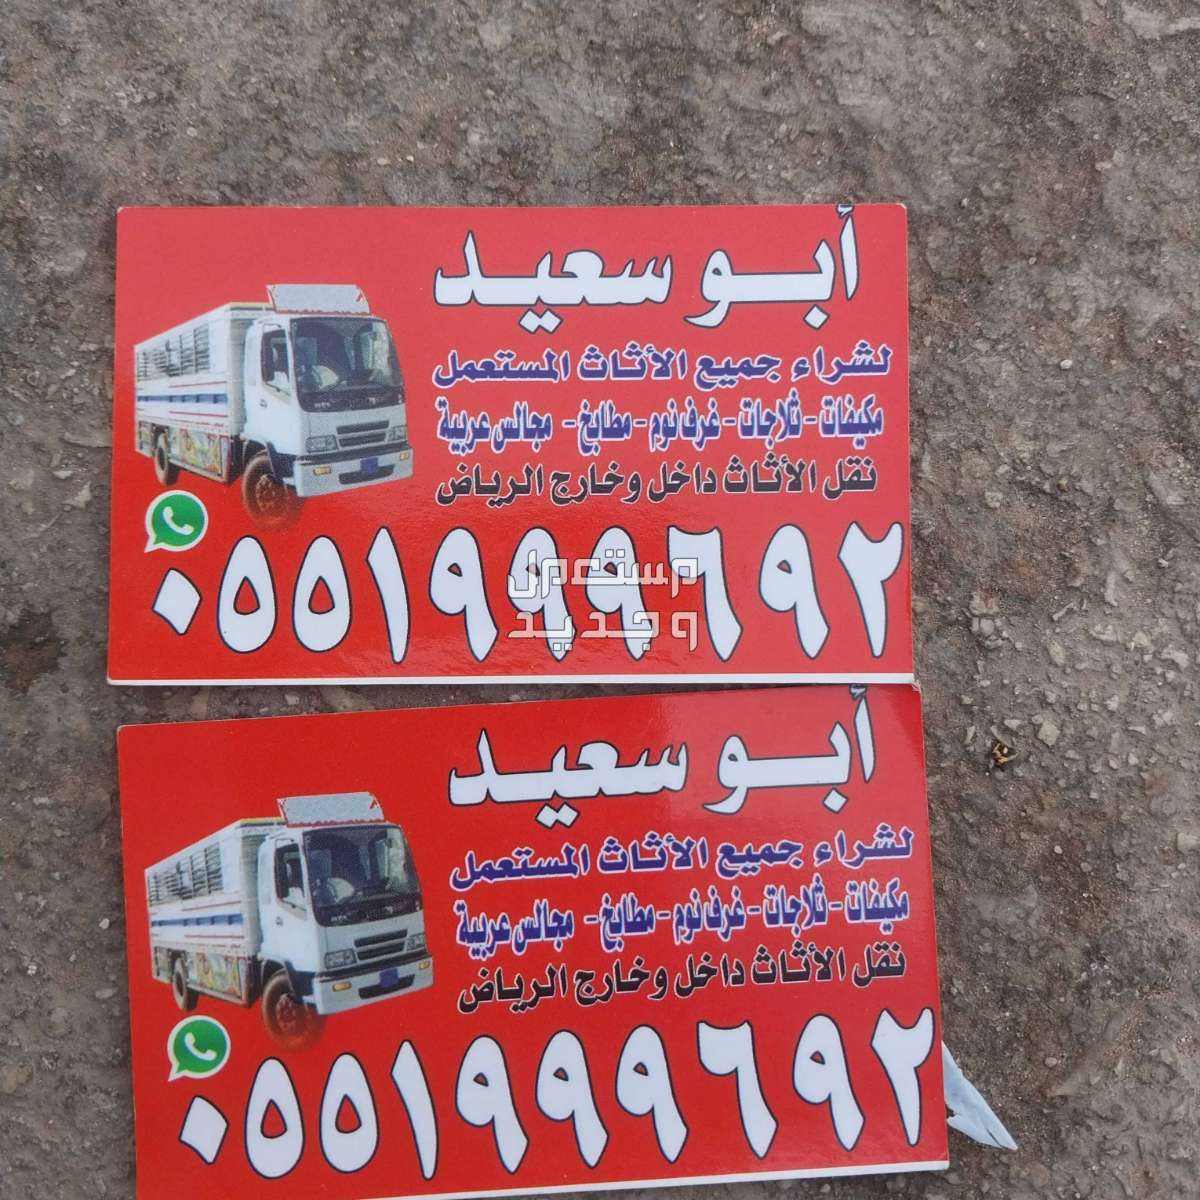 أبو سعيد
لشراء جميع الأثاث المستعمل
مكيفات - ثلاجات - غرف نوم - مطابخ - مجالس عربية
نقل الأثاث داخل وخارج الرياض
٠٥٥١٩٩٩٦٩٢
مستعمل
وجديد
أبو سعيد
لشراء جميع الأثاث المستعمل
مكيفات - ثلاجات - غرف نوم - مطابخ - مجالس عربية
نقل الأثاث داخل وخارج الرياض
٠٥٥١٩٩٩٦٩٢